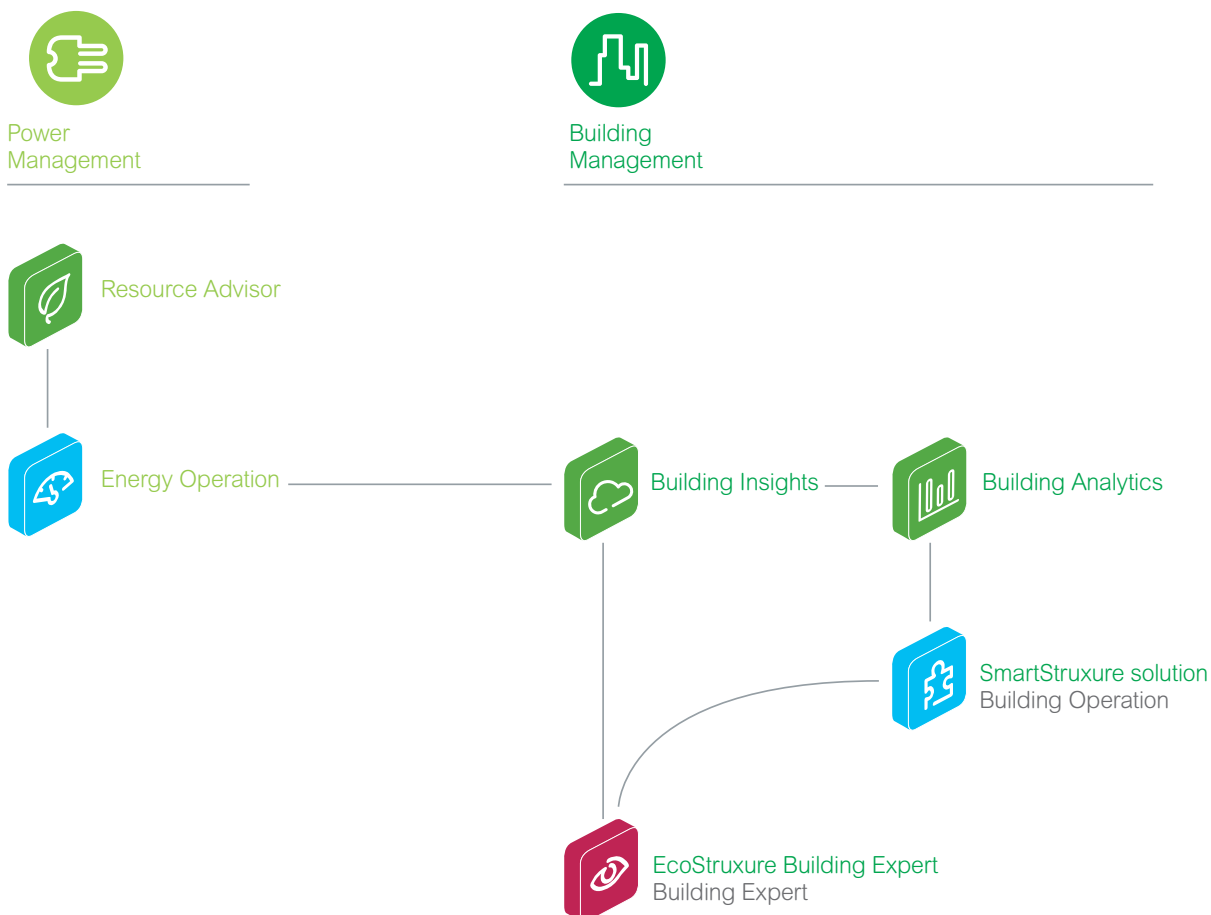 Power
Management
Building
Management
Resource Advisor
Energy Operation
Building Insights
Building Analytics
SmartStruxure solution
Building Operation
EcoStruxure Building Expert
Building Expert